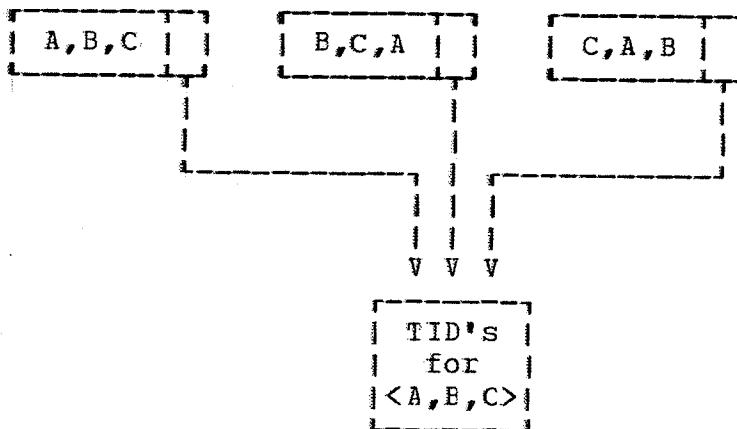 A,B,C
B,C,A
C,A,B
V V V
TID's
for
<A,B,C>